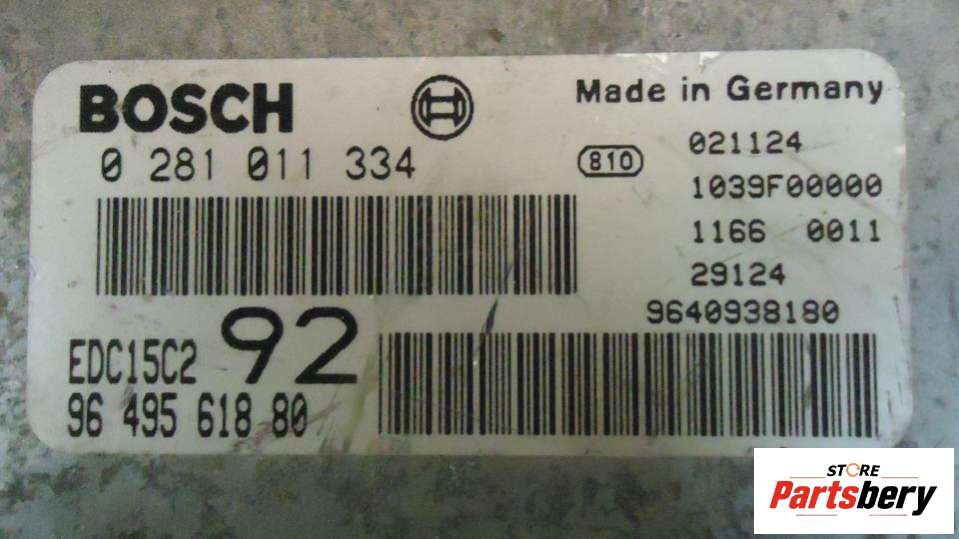 BOSCH
Made in Germany
0 281 011 334
810
021124
1039F00000
1166 0011
29124
9640938180
EDC15C2 92
96 495 618 80
STORE
Partsbery